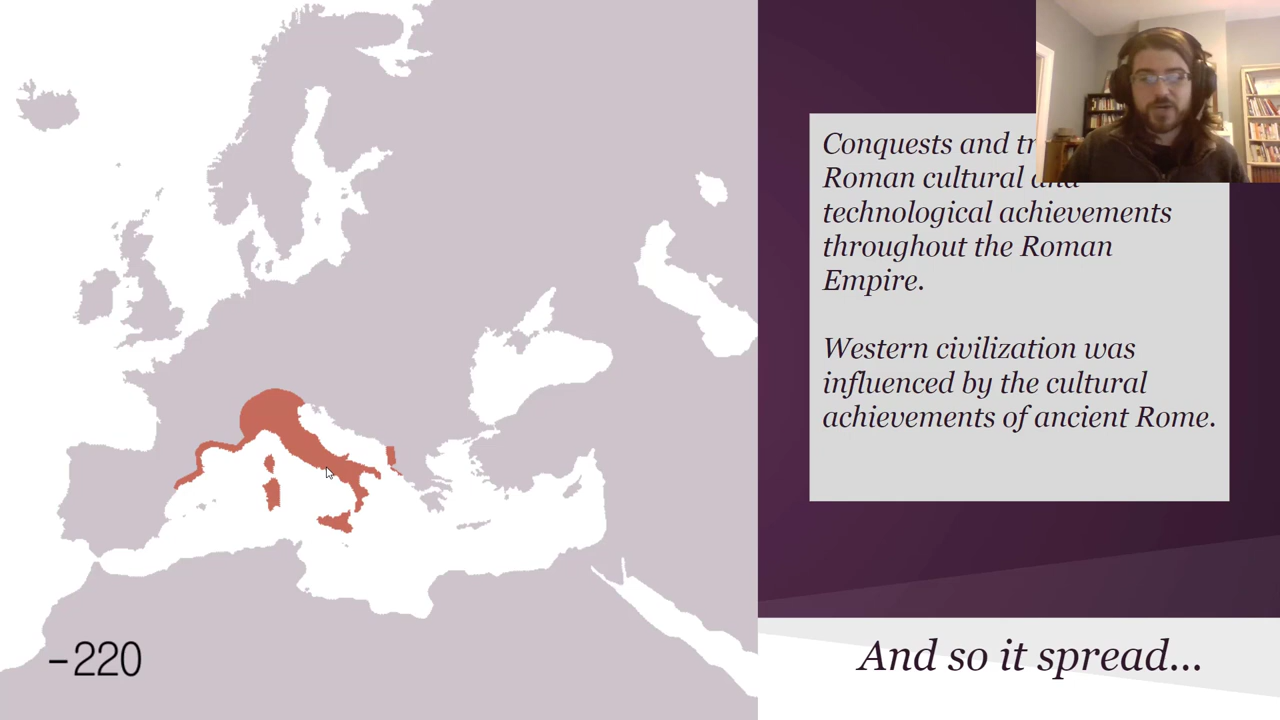 Conquests and
Roman cultural and
technological achievements
throughout the Roman
Empire.
Western civilization was
influenced by the cultural
achievements of ancient Rome.
-220
And so it spread...